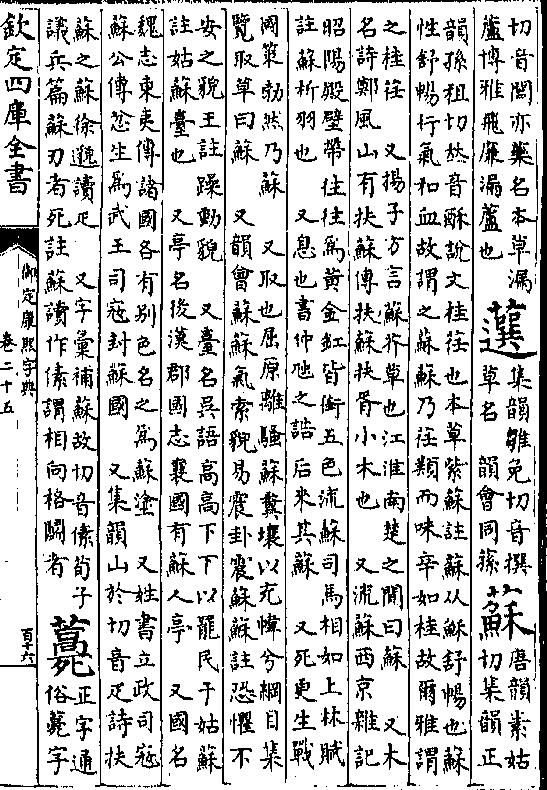 切音閭亦藥名本草漏 集韻雛免切音撰 蘇 唐韻素姑
蘆博雅飛廉漏蘆也 草名 韻會同蓀 切集韻正
韻孫租切𠀤音酥說文桂荏也本草紫蘇註蘇从穌舒暢也蘇
性舒暢行氣和血故謂之蘇蘇乃荏類而味辛如桂故爾雅謂
之桂荏 又揚子方言蘇芥草也江淮南楚之閒曰蘇 又木
名詩鄭風山有扶蘇傳扶蘇扶胥小木也 又流蘇西京雜記
昭陽殿壁帶往往爲黃金釭皆銜五色流蘇司馬相如上林賦
註蘇析羽也 又息也書仲虺之誥后來其蘇 又死更生戰
國策勃然乃蘇 又取也屈原離騷蘇糞壤以充幃兮綱目集
覽取草曰蘇 又韻會蘇蘇氣索貌易震卦震蘇蘇註恐懼不
安之貌王註躁動貌 又臺名吳語高高下下以罷民于姑蘇
註姑蘇臺也 又亭名後漢郡國志襄國有蘇人亭 又國名
魏志東夷傳諸國各有別色名之爲蘇塗 又姓書立政司寇
蘇公傳忿生爲武王司寇封蘇國 又集韻山於切音疋詩扶
蘇之蘇徐邈讀疋 又字彙補蘇故切音傃荀子 正字通
議兵篇蘇刃者死註蘇讀作傃謂相向格鬭者 俗薨字
欽定四庫全書
御定康熙字典
卷二十五
百十六